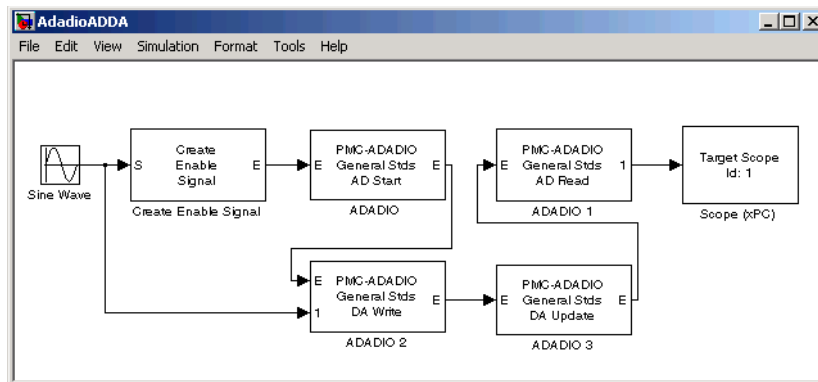 AdadioADDA
File Edit View Simulation Format Tools Help
Sine Wave
S
Create
Enable
Signal
E
Create Enable Signal
E
PMC-ADADIO
General Stds
AD Start
E
ADADIO
E
PMC-ADADIO
General Stds
AD Read
1
ADADIO 1
Target Scope
Id: 1
Scope (xPC)
E
1
PMC-ADADIO
General Stds
DA Write
E
ADADIO 2
E
PMC-ADADIO
General Stds
DA Update
E
ADADIO 3